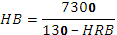 HB = 7300 / (130 − HRB)